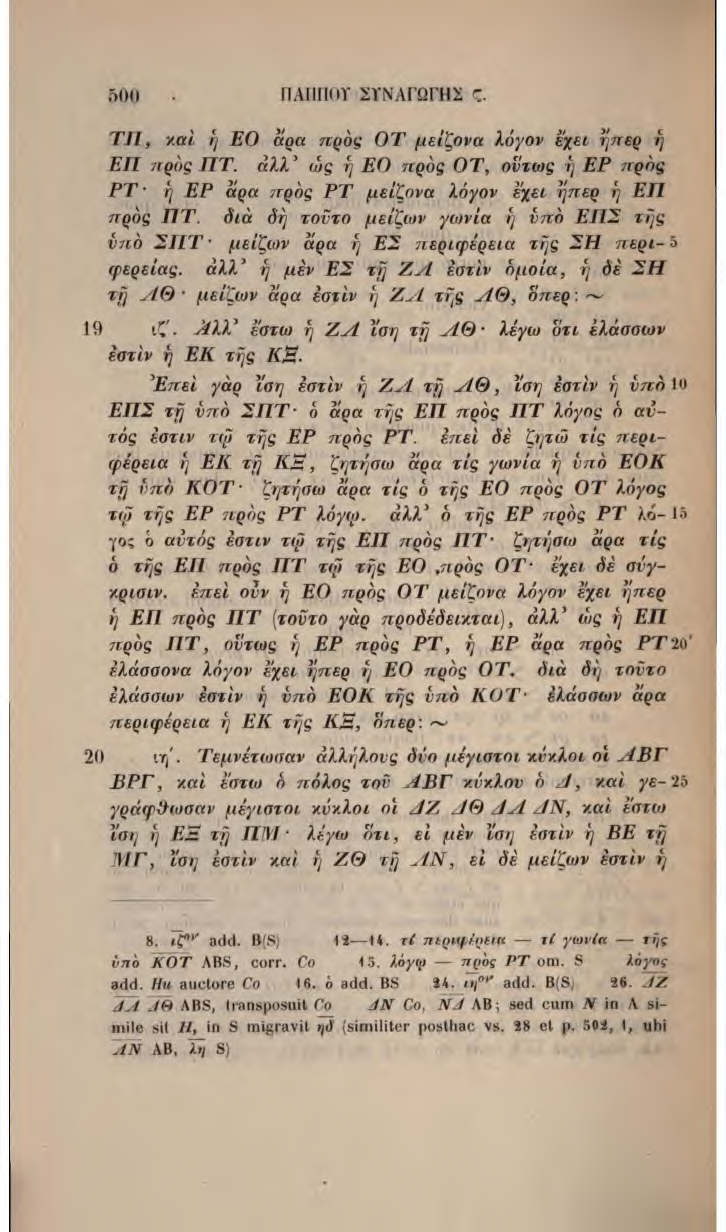 500 . ΠΑΠΠΟΥ ΣΥΝΑΓΩΓΗΣ ϛ.
ΤΠ, καὶ ἡ ΕΟ ἄρα πρὸς ΟΤ μείζονα λόγον ἔχει ἤπερ ἡ
ΕΠ πρὸς ΠΤ. ἀλλ᾽ ὡς ἡ ΕΟ πρὸς ΟΤ, οὕτως ἡ ΕΡ πρὸς
ΡΤ· ἡ ΕΡ ἄρα πρὸς ΡΤ μείζονα λόγον ἔχει ἤπερ ἡ ΕΠ
πρὸς ΠΤ. διὰ δὴ τοῦτο μείζων γωνία ἡ ὑπὸ ΕΠΣ τῆς
ὑπὸ ΣΠΤ· μείζων ἄρα ἡ ΕΣ περιφέρεια τῆς ΣΗ περι- 5
φερείας. ἀλλ᾽ ἡ μὲν ΕΣ τῇ ΖΛ ἐστὶν ὁμοία, ἡ δὲ ΣΗ
τῇ ΛΘ· μείζων ἄρα ἐστὶν ἡ ΖΛ τῆς ΛΘ, ὅπερ: ~
19 ιζ΄. Ἀλλ᾽ ἔστω ἡ ΖΛ ἴση τῇ ΛΘ· λέγω ὅτι ἐλάσσων
ἐστὶν ἡ ΕΚ τῆς ΚΞ.
Ἐπεὶ γὰρ ἴση ἐστὶν ἡ ΖΛ τῇ ΛΘ, ἴση ἐστὶν ἡ ὑπὸ 10
ΕΠΣ τῇ ὑπὸ ΣΠΤ· ὁ ἄρα τῆς ΕΠ πρὸς ΠΤ λόγος ὁ αὐ-
τός ἐστιν τῷ τῆς ΕΡ πρὸς ΡΤ. ἐπεὶ δὲ ζητῶ τίς περι-
φέρεια ἡ ΕΚ τῇ ΚΞ, ζητήσω ἄρα τίς γωνία ἡ ὑπὸ ΕΟΚ
τῇ ὑπὸ ΚΟΤ· ζητήσω ἄρα τίς ὁ τῆς ΕΟ πρὸς ΟΤ λόγος
τῷ τῆς ΕΡ πρὸς ΡΤ λόγῳ. ἀλλ᾽ ὁ τῆς ΕΡ πρὸς ΡΤ λό- 15
γος ὁ αὐτός ἐστιν τῷ τῆς ΕΠ πρὸς ΠΤ· ζητήσω ἄρα τίς
ὁ τῆς ΕΠ πρὸς ΠΤ τῷ τῆς ΕΟ πρὸς ΟΤ· ἔχει δὲ σύγ-
κρισιν. ἐπεὶ οὖν ἡ ΕΟ πρὸς ΟΤ μείζονα λόγον ἔχει ἤπερ
ἡ ΕΠ πρὸς ΠΤ (τοῦτο γὰρ προδέδεικται), ἀλλ᾽ ὡς ἡ ΕΠ
πρὸς ΠΤ, οὕτως ἡ ΕΡ πρὸς ΡΤ, ἡ ΕΡ ἄρα πρὸς ΡΤ 20
ἐλάσσονα λόγον ἔχει ἤπερ ἡ ΕΟ πρὸς ΟΤ. διὰ δὴ τοῦτο
ἐλάσσων ἐστὶν ἡ ὑπὸ ΕΟΚ τῆς ὑπὸ ΚΟΤ· ἐλάσσων ἄρα
περιφέρεια ἡ ΕΚ τῆς ΚΞ, ὅπερ: ~
20 ιη΄. Τεμνέτωσαν ἀλλήλους δύο μέγιστοι κύκλοι οἱ ΑΒΓ
ΒΡΓ, καὶ ἔστω ὁ πόλος τοῦ ΑΒΓ κύκλου ὁ Δ, καὶ γε- 25
γράφθωσαν μέγιστοι κύκλοι οἱ ΔΖ ΔΘ ΔΛ ΔΝ, καὶ ἔστω
ἴση ἡ ΕΞ τῇ ΠΜ· λέγω ὅτι, εἰ μὲν ἴση ἐστὶν ἡ ΒΕ τῇ
ΜΓ, ἴση ἐστὶν καὶ ἡ ΖΘ τῇ ΛΝ, εἰ δὲ μείζων ἐστὶν ἡ
8. ιζ͞ον add. B(S) 12—14. τί περιφέρεια — τί γωνία — τῆς
ὑπὸ ΚΟΤ ABS, corr. Co 15. λόγῳ — πρὸς ΡΤ om. S λόγος
add. Hu auctore Co 16. ὁ add. BS 24. ιη͞ον add. B(S) 26. ΔΖ
ΔΛ ΔΘ ABS, transposuit Co ΔΝ Co, ΝΔ AB; sed cum N in A si-
mile sit H, in S migravit ηδ (similiter posthac vs. 28 et p. 502, 1, ubi
ΛΝ AB, λη S)